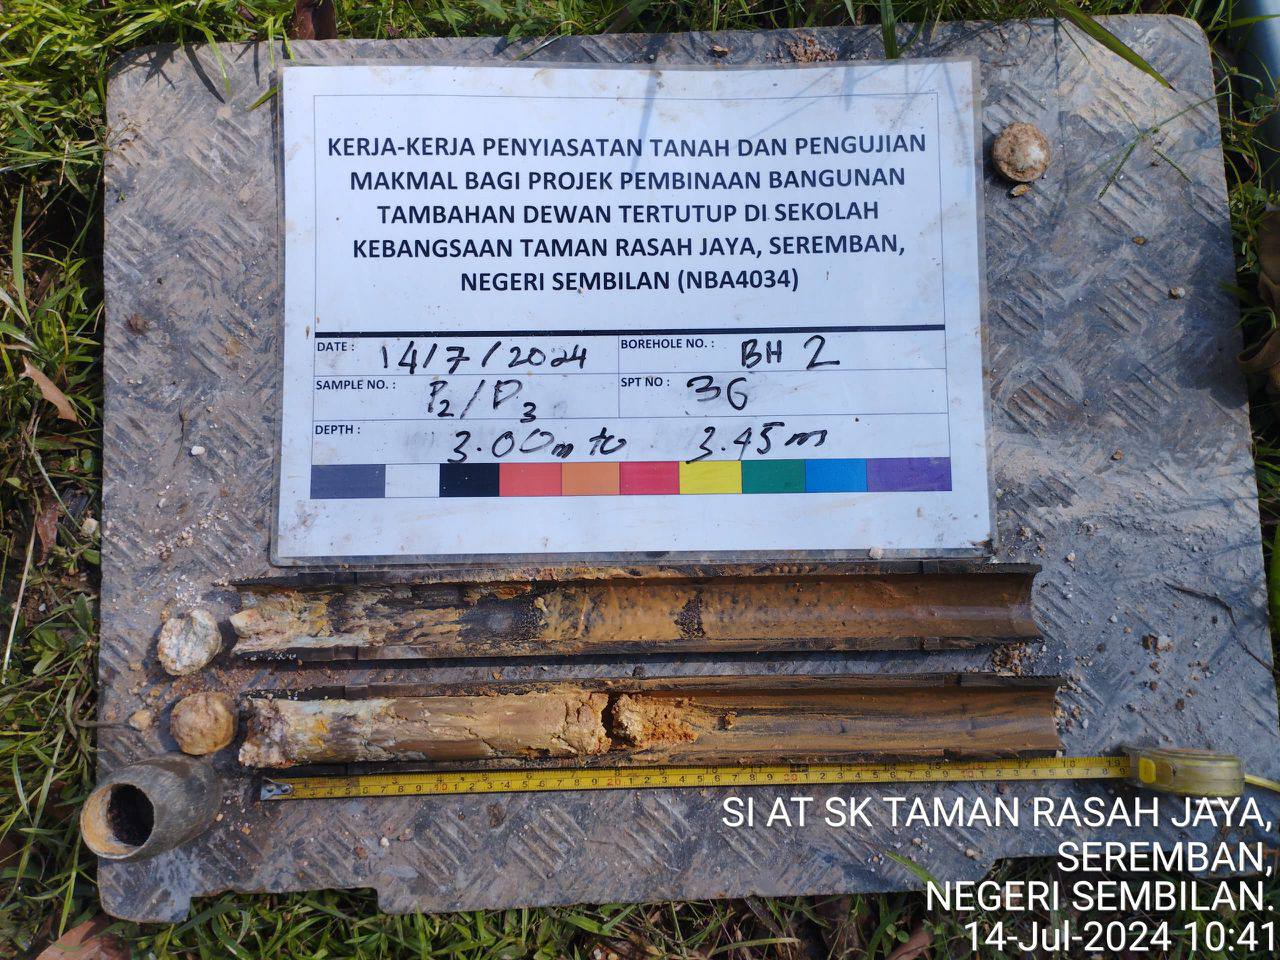 KERJA-KERJA PENYIASATAN TANAH DAN PENGUJIAN
MAKMAL BAGI PROJEK PEMBINAAN BANGUNAN
TAMBAHAN DEWAN TERTUTUP DI SEKOLAH
KEBANGSAAN TAMAN RASAH JAYA, SEREMBAN,
NEGERI SEMBILAN (NBA4034)
DATE : 14/7/2024 BOREHOLE NO. : BH 2
SAMPLE NO. : P2/D3 SPT NO : 36
DEPTH : 3.00m to 3.45m
SI AT SK TAMAN RASAH JAYA,
SEREMBAN,
NEGERI SEMBILAN.
14-Jul-2024 10:41